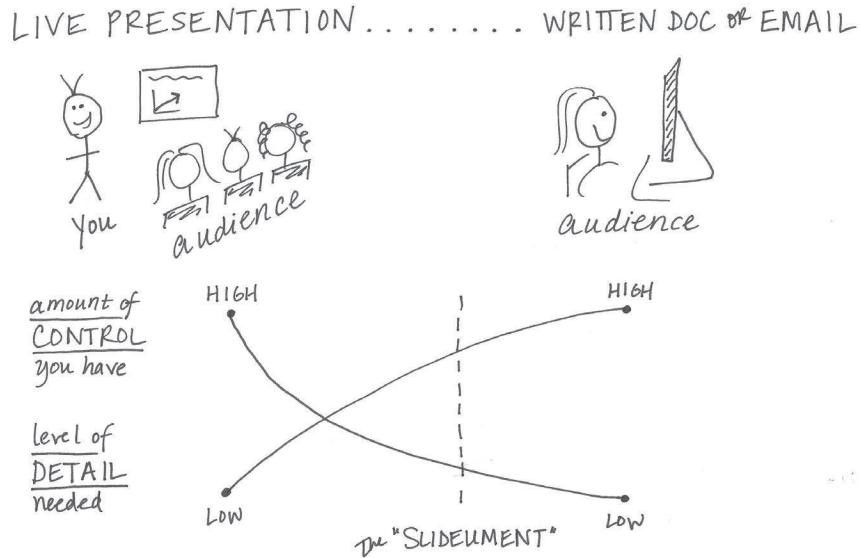 LIVE PRESENTATION ........ WRITTEN DOC OR EMAIL
you
audience
audience
amount of
CONTROL
you have
HIGH
HIGH
level of
DETAIL
needed
LOW
LOW
The "SLIDEUMENT"